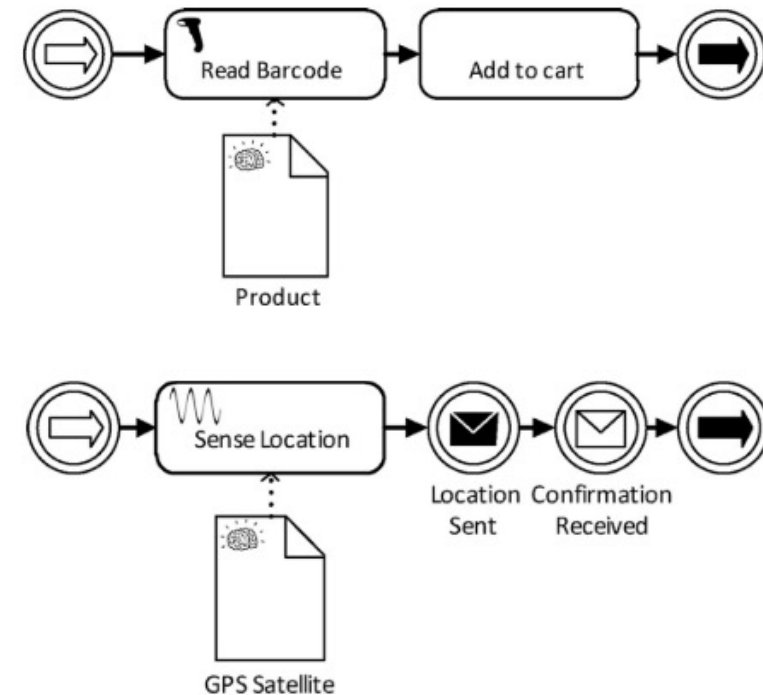 Read Barcode
Add to cart
Product
Sense Location
Location
Sent
Confirmation
Received
GPS Satellite